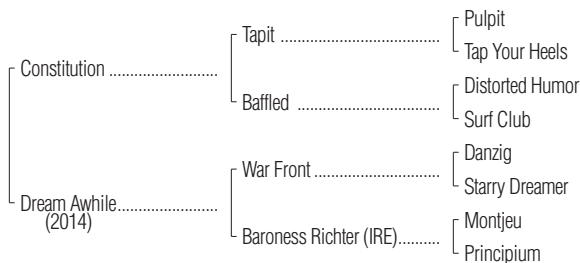 Pulpit
Tapit ........................................
Tap Your Heels
Constitution ...........................
Distorted Humor
Baffled ....................................
Surf Club
Danzig
War Front ................................
Starry Dreamer
Dream Awhile.........................
(2014)
Montjeu
Baroness Richter (IRE)..........
Principium